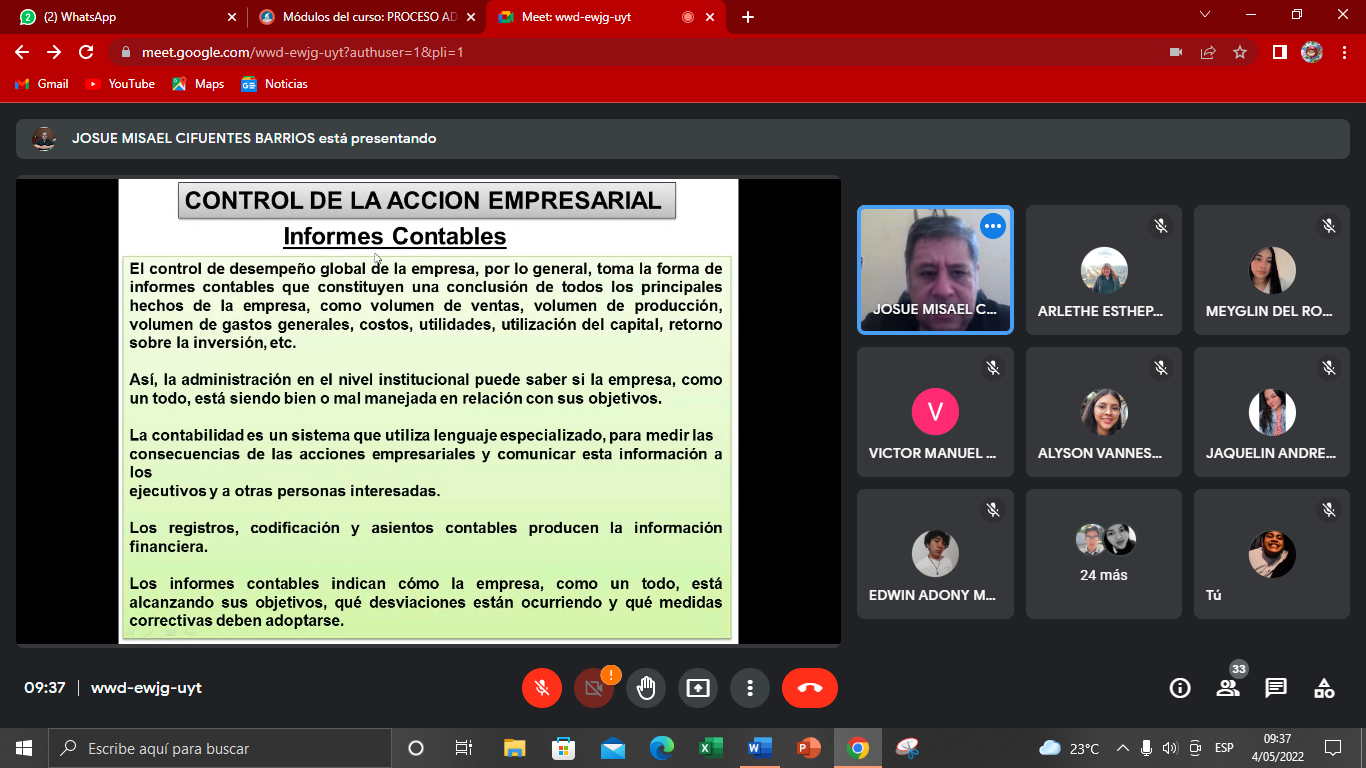 2
(2) WhatsApp
Módulos del curso: PROCESO AD
Meet: wwd-ewjg-uyt
meet.google.com/wwd-ewjg-uyt?authuser=1&pli=1
Gmail
YouTube
Maps
GE
Noticias
JOSUE MISAEL CIFUENTES BARRIOS está presentando
CONTROL DE LA ACCION EMPRESARIAL
Informes Contables
El control de desempeño global de la empresa, por lo general, toma la forma de
informes contables que constituyen una conclusión de todos los principales
hechos de la empresa, como volumen de ventas, volumen de producción,
volumen de gastos generales, costos, utilidades, utilización del capital, retorno
sobre la inversión, etc.
Así, la administración en el nivel institucional puede saber si la empresa, como
un todo, está siendo bien o mal manejada en relación con sus objetivos.
La contabilidad es un sistema que utiliza lenguaje especializado, para medir las
consecuencias de las acciones empresariales y comunicar esta información a
los
ejecutivos y a otras personas interesadas.
Los registros, codificación y asientos contables producen la información
financiera.
Los informes contables indican cómo la empresa, como un todo, está
alcanzando sus objetivos, qué desviaciones están ocurriendo y qué medidas
correctivas deben adoptarse.
JOSUE MISAEL C...
ARLETHE ESTHEP...
MEYGLIN DEL RO...
V
VICTOR MANUEL ...
ALYSON VANNES...
JAQUELIN ANDRE...
EDWIN ADONY M...
24 más
Tú
09:37
wwd-ewjg-uyt
!
33
Escribe aquí para buscar
23°C
ESP
09:37
4/05/2022